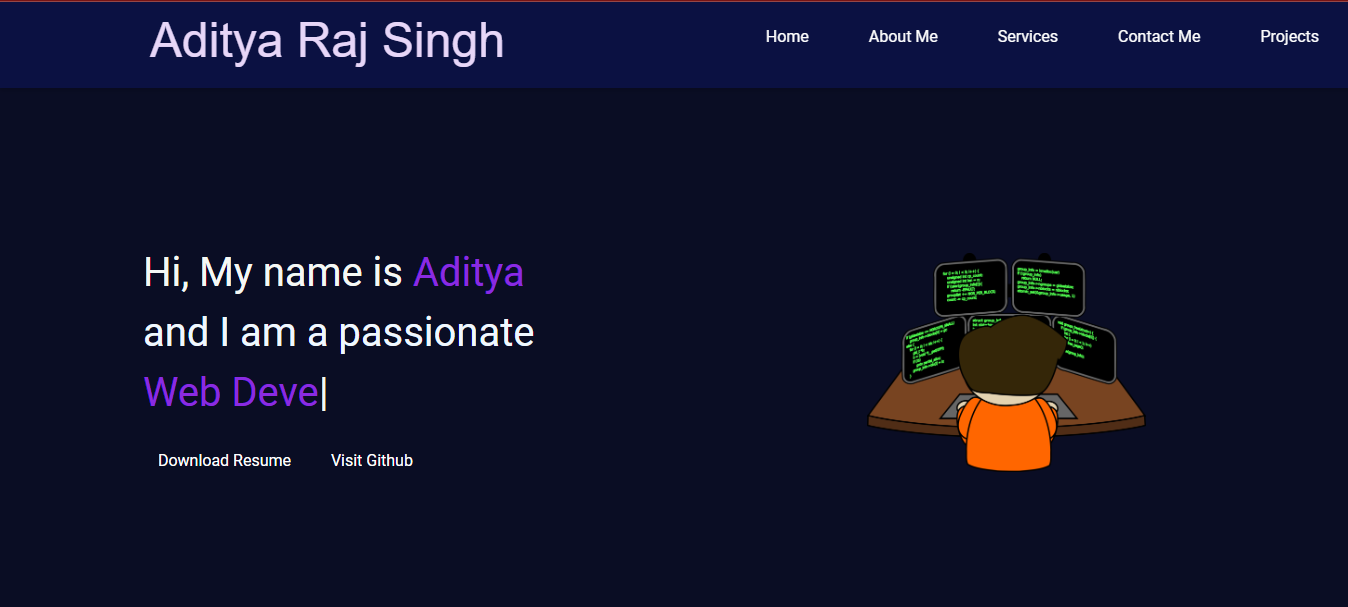 Aditya Raj Singh
Home About Me Services Contact Me Projects
Hi, My name is Aditya
and I am a passionate
Web Deve|
Download Resume Visit Github